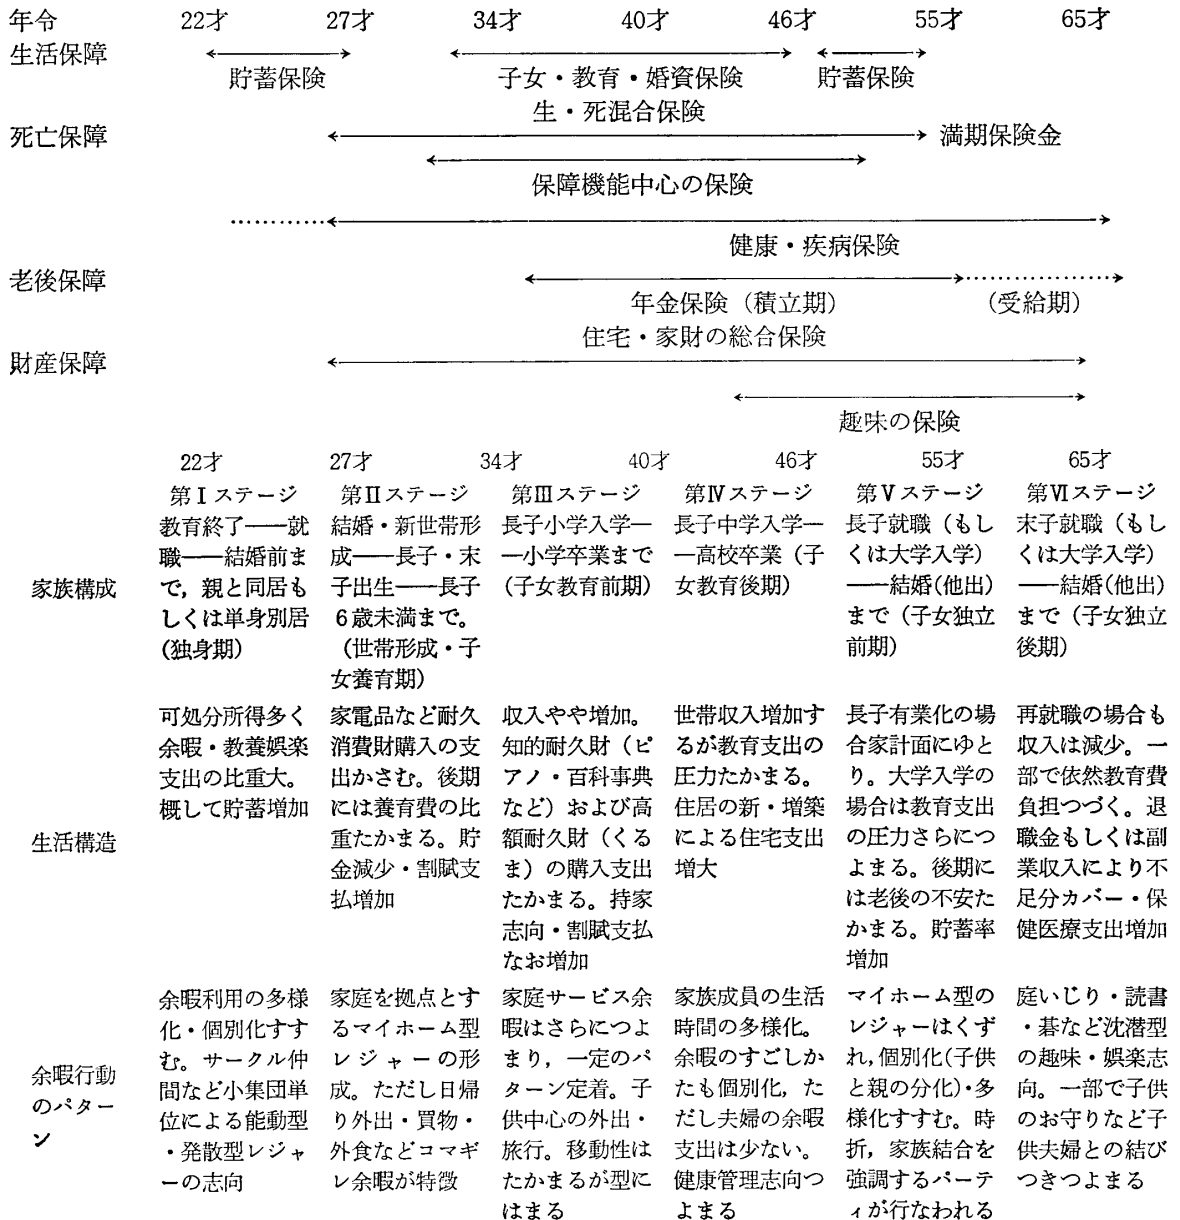 年令 22才 27才 34才 40才 46才 55才 65才
生活保障
貯蓄保険 子女・教育・婚資保険 貯蓄保険
生・死混合保険
死亡保障 満期保険金
保障機能中心の保険
健康・疾病保険
老後保障
年金保険（積立期） （受給期）
住宅・家財の総合保険
財産保障
趣味の保険
22才 27才 34才 40才 46才 55才 65才
第Ⅰステージ 第Ⅱステージ 第Ⅲステージ 第Ⅳステージ 第Ⅴステージ 第Ⅵステージ
家族構成
教育終了――就
職――結婚前ま
で，親と同居も
しくは単身別居
（独身期）
結婚・新世帯形
成――長子・末
子出生――長子
6歳未満まで。
（世帯形成・子
女養育期）
長子小学入学―
―小学卒業まで
（子女教育前期）
長子中学入学―
―高校卒業（子
女教育後期）
長子就職（もし
くは大学入学）
――結婚（他出）
まで（子女独立
前期）
末子就職（もし
くは大学入学）
――結婚（他出）
まで（子女独立
後期）
生活構造
可処分所得多く
余暇・教養娯楽
支出の比重大。
概して貯蓄増加
家電品など耐久
消費財購入の支
出かさむ。後期
には養育費の比
重たかまる。貯
金減少・割賦支
払増加
収入やや増加。
知的耐久財（ピ
アノ・百科事典
など）および高
額耐久財（くる
ま）の購入支出
たかまる。持家
志向・割賦支払
なお増加
世帯収入増加す
るが教育支出の
圧力たかまる。
住居の新・増築
による住宅支出
増大
長子有業化の場
合家計面にゆと
り。大学入学の
場合は教育支出
の圧力さらにつ
よまる。後期に
は老後の不安た
かまる。貯蓄率
増加
再就職の場合も
収入は減少。一
部で依然教育費
負担つづく。退
職金もしくは副
業収入により不
足分カバー・保
健医療支出増加
余暇行動
のパター
ン
余暇利用の多様
化・個別化すす
む。サークル仲
間など小集団単
位による能動型
・発散型レジャ
ーの志向
家庭を拠点とす
るマイホーム型
レジャーの形
成。ただし日帰
り外出・買物・
外食などコマギ
レ余暇が特徴
家庭サービス余
暇はさらにつよ
まり，一定のパ
ターン定着。子
供中心の外出・
旅行。移動性は
たかまるが型に
はまる
家族成員の生活
時間の多様化。
余暇のすごしか
たも個別化，た
だし夫婦の余暇
支出は少ない。
健康管理志向つ
よまる
マイホーム型の
レジャーはくず
れ，個別化（子供
と親の分化）・多
様化すすむ。時
折，家族結合を
強調するパーテ
ィが行なわれる
庭いじり・読書
・碁など沈潜型
の趣味・娯楽志
向。一部で子供
のお守りなど子
供夫婦との結び
つきつよまる